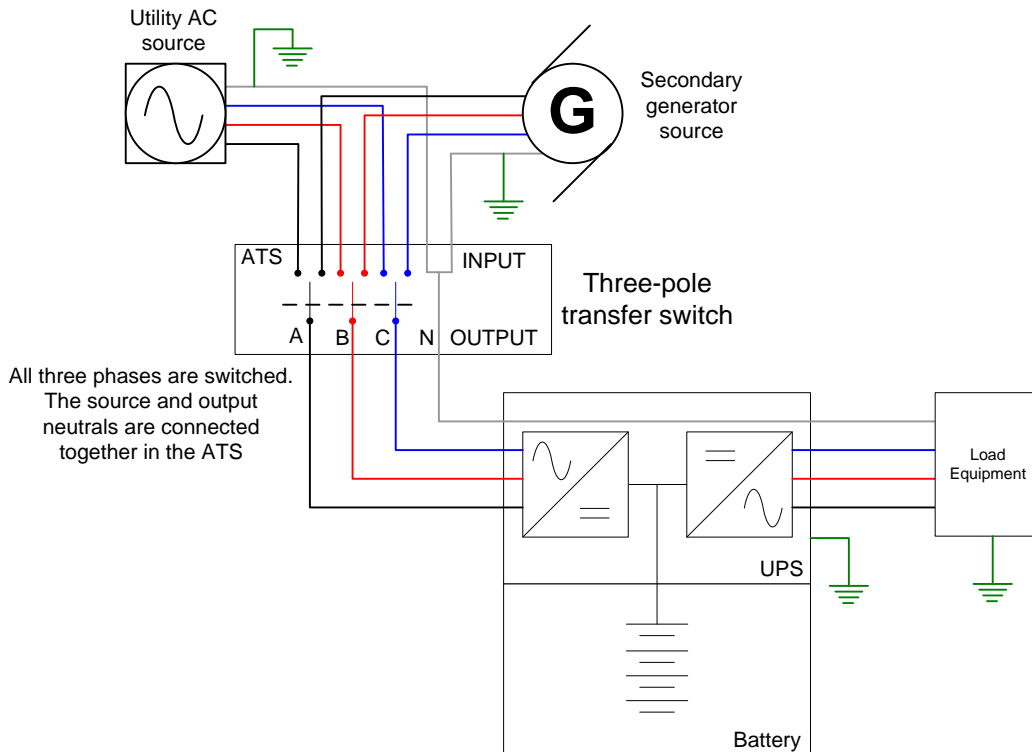 Utility AC
source
G
Secondary
generator
source
ATS
INPUT
Three-pole
transfer switch
A
B
C
N
OUTPUT
All three phases are switched.
The source and output
neutrals are connected
together in the ATS
Load
Equipment
UPS
Battery